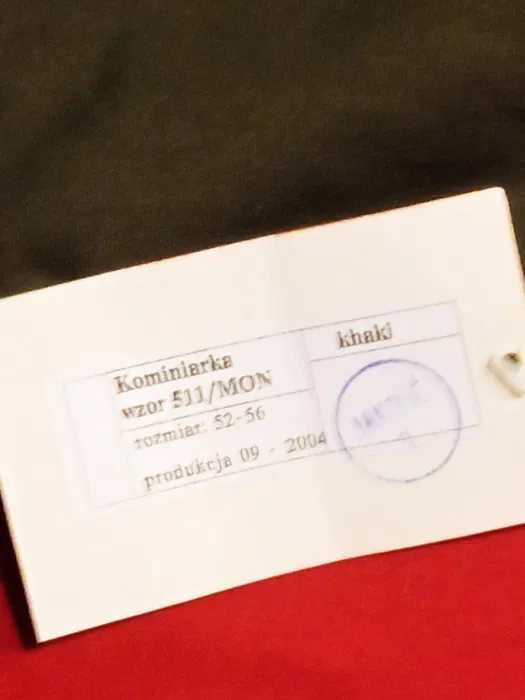 Kominiarka
wzor 511/MON
khaki
rozmiar: 52-56
produkcja 09 - 2004